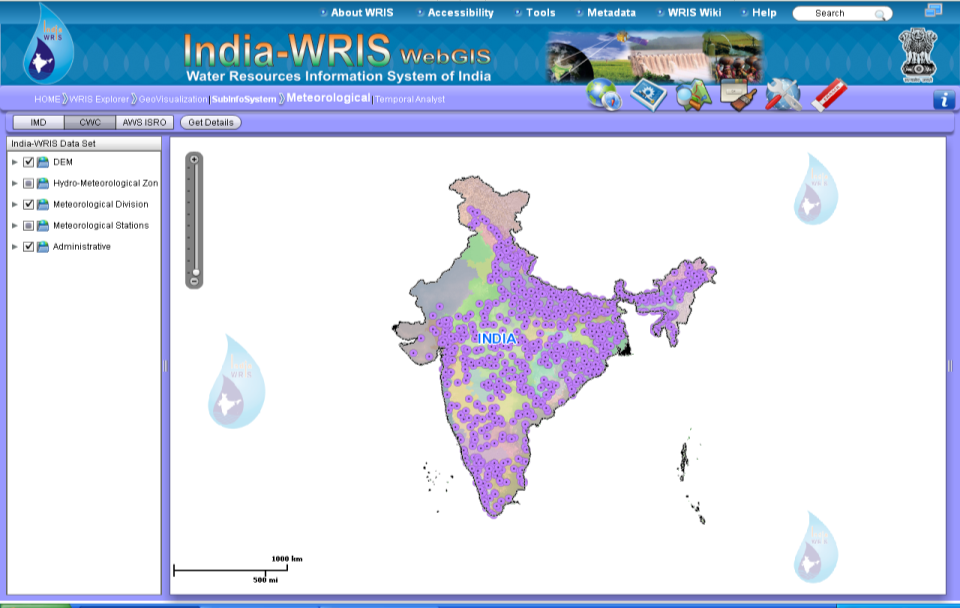 About WRIS Accessibility Tools Metadata WRIS Wiki Help Search
India-WRIS WebGIS
Water Resources Information System of India
HOME WRIS Explorer GeoVisualization |SubInfoSystem Meteorological |Temporal Analyst
IMD CWC AWS ISRO Get Details
India-WRIS Data Set
DEM
Hydro-Meteorological Zon
Meteorological Division
Meteorological Stations
Administrative
INDIA
1000 km
500 mi